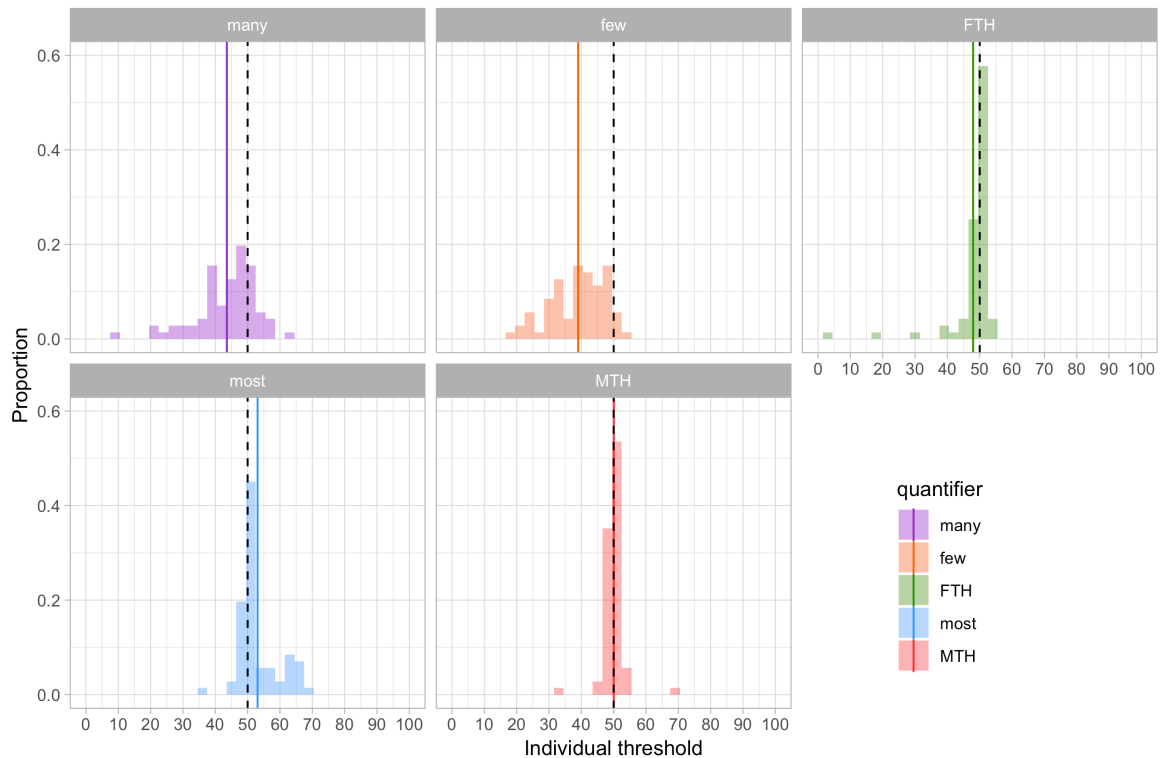 many few FTH
0.6
0.4
0.2
0.0
0 10 20 30 40 50 60 70 80 90 100
most MTH
0.6
0.4
0.2
0.0
0 10 20 30 40 50 60 70 80 90 100 0 10 20 30 40 50 60 70 80 90 100
Proportion
Individual threshold
quantifier
many
few
FTH
most
MTH